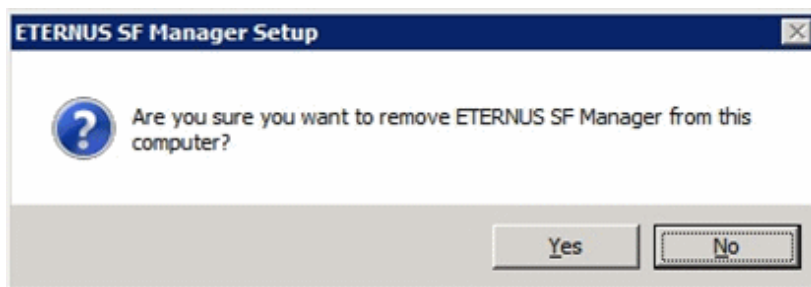 ETERNUS SF Manager Setup
Are you sure you want to remove ETERNUS SF Manager from this
computer?
Yes
No